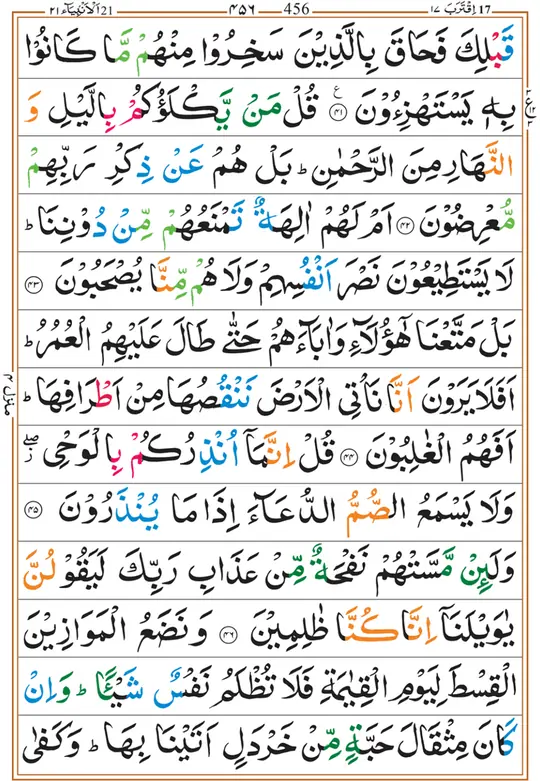 اَلْاَنْۢبِيَآء ٢١ 21 ٤٥٦ 456 اِقْتَرَبَ ١٧ 17
قَبْلِكَ فَحَاقَ بِالَّذِيْنَ سَخِرُوْا مِنْهُمْ مَّا كَانُوْا
بِهٖ يَسْتَهْزِءُوْنَ ۟ ﴿٤١﴾ ع قُلْ مَنْ يَّكْلَؤُكُمْ بِالَّيْلِ وَ
النَّهَارِ مِنَ الرَّحْمٰنِ ؕ بَلْ هُمْ عَنْ ذِكْرِ رَبِّهِمْ
مُّعْرِضُوْنَ ﴿٤٢﴾ اَمْ لَهُمْ اٰلِهَةٌ تَمْنَعُهُمْ مِّنْ دُوْنِنَا ؕ
لَا يَسْتَطِيْعُوْنَ نَصْرَ اَنْفُسِهِمْ وَلَا هُمْ مِّنَّا يُصْحَبُوْنَ ﴿٤٣﴾
بَلْ مَتَّعْنَا هٰۤؤُلَآءِ وَاٰبَآءَهُمْ حَتّٰى طَالَ عَلَيْهِمُ الْعُمُرُ ؕ
اَفَلَا يَرَوْنَ اَنَّا نَاْتِى الْاَرْضَ نَنْقُصُهَا مِنْ اَطْرَافِهَا ؕ
اَفَهُمُ الْغٰلِبُوْنَ ﴿٤٤﴾ قُلْ اِنَّمَاۤ اُنْذِرُكُمْ بِالْوَحْىِ ۖز
وَلَا يَسْمَعُ الصُّمُّ الدُّعَآءَ اِذَا مَا يُنْذَرُوْنَ ﴿٤٥﴾
وَلَئِنْ مَّسَّتْهُمْ نَفْحَةٌ مِّنْ عَذَابِ رَبِّكَ لَيَقُوْلُنَّ
يٰوَيْلَنَاۤ اِنَّا كُنَّا ظٰلِمِيْنَ ﴿٤٦﴾ وَنَضَعُ الْمَوَازِيْنَ
الْقِسْطَ لِيَوْمِ الْقِيٰمَةِ فَلَا تُظْلَمُ نَفْسٌ شَيْـًٔا ؕ وَاِنْ
كَانَ مِثْقَالَ حَبَّةٍ مِّنْ خَرْدَلٍ اَتَيْنَا بِهَا ؕ وَكَفٰى
منزل ٤